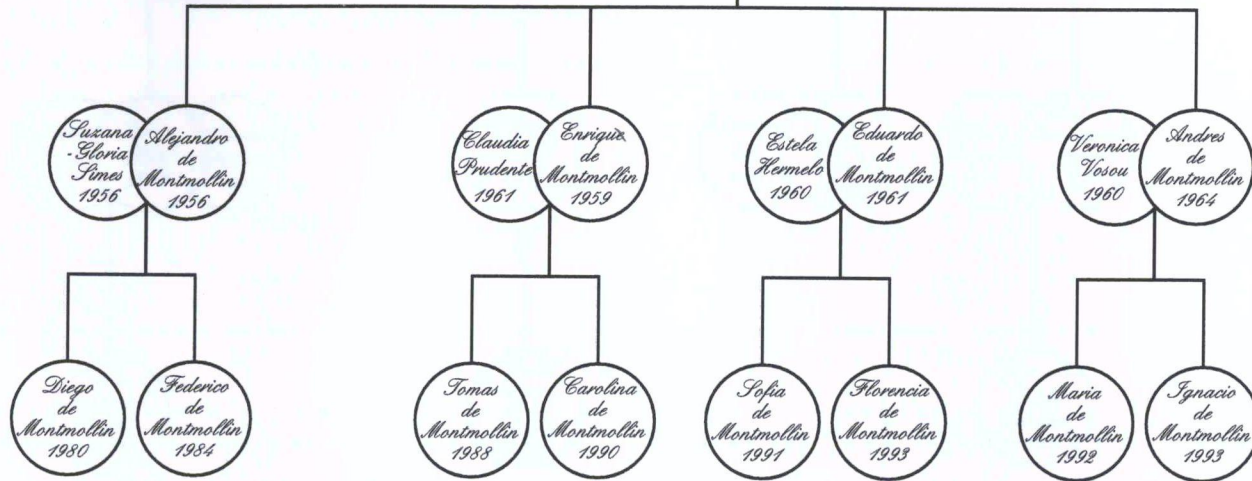 Suzana
-Gloria
Simes
1956
Alejandro
de
Montmollin
1956
Claudia
Prudente
1961
Enrique
de
Montmollin
1959
Estela
Hermelo
1960
Eduardo
de
Montmollin
1961
Veronica
Vosou
1960
Andres
de
Montmollin
1964
Diego
de
Montmollin
1980
Federico
de
Montmollin
1984
Tomas
de
Montmollin
1988
Carolina
de
Montmollin
1990
Sofia
de
Montmollin
1991
Florencia
de
Montmollin
1993
Maria
de
Montmollin
1992
Ignacio
de
Montmollin
1993